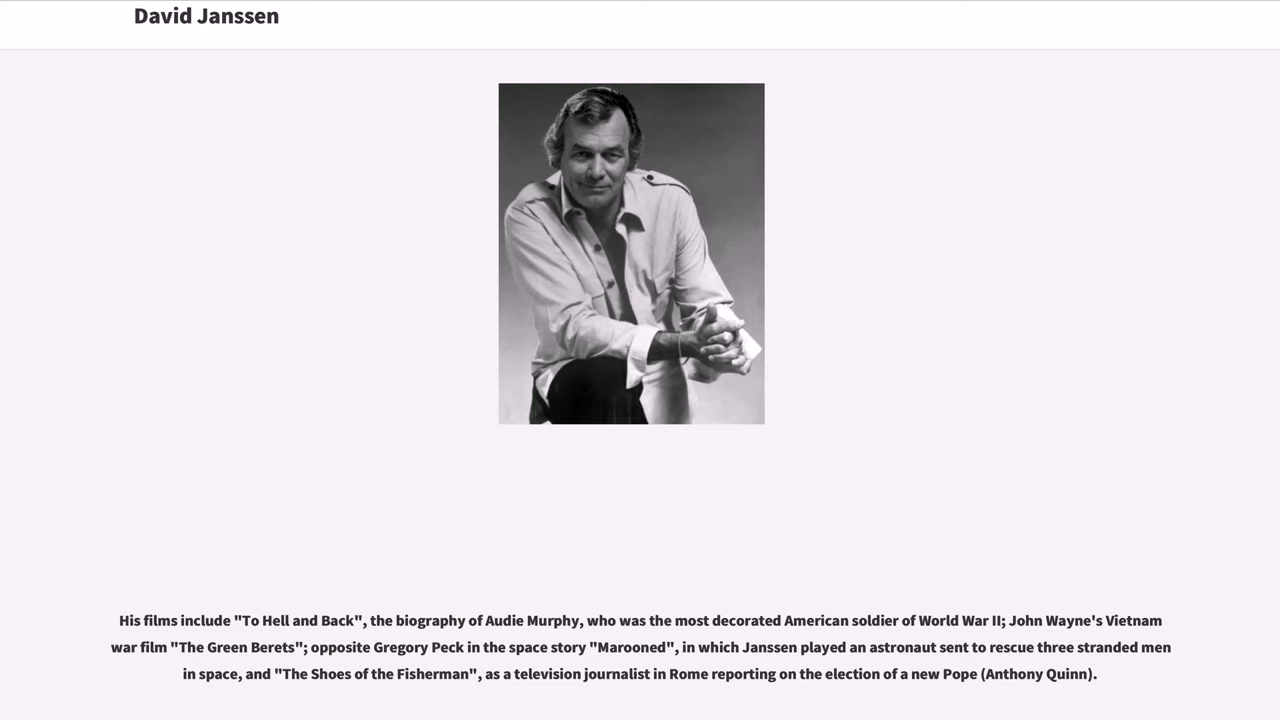 David Janssen
His films include "To Hell and Back", the biography of Audie Murphy, who was the most decorated American soldier of World War II; John Wayne's Vietnam
war film "The Green Berets"; opposite Gregory Peck in the space story "Marooned", in which Janssen played an astronaut sent to rescue three stranded men
in space, and "The Shoes of the Fisherman", as a television journalist in Rome reporting on the election of a new Pope (Anthony Quinn).